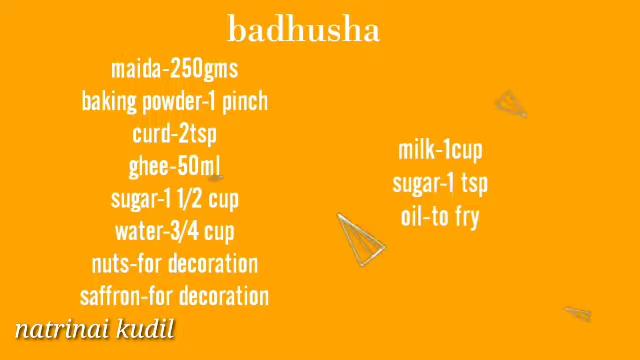 badhusha
maida-250gms
baking powder-1 pinch
curd-2tsp
ghee-50ml
sugar-1 1/2 cup
water-3/4 cup
nuts-for decoration
saffron-for decoration
milk-1cup
sugar-1 tsp
oil-to fry
natrinai kudil